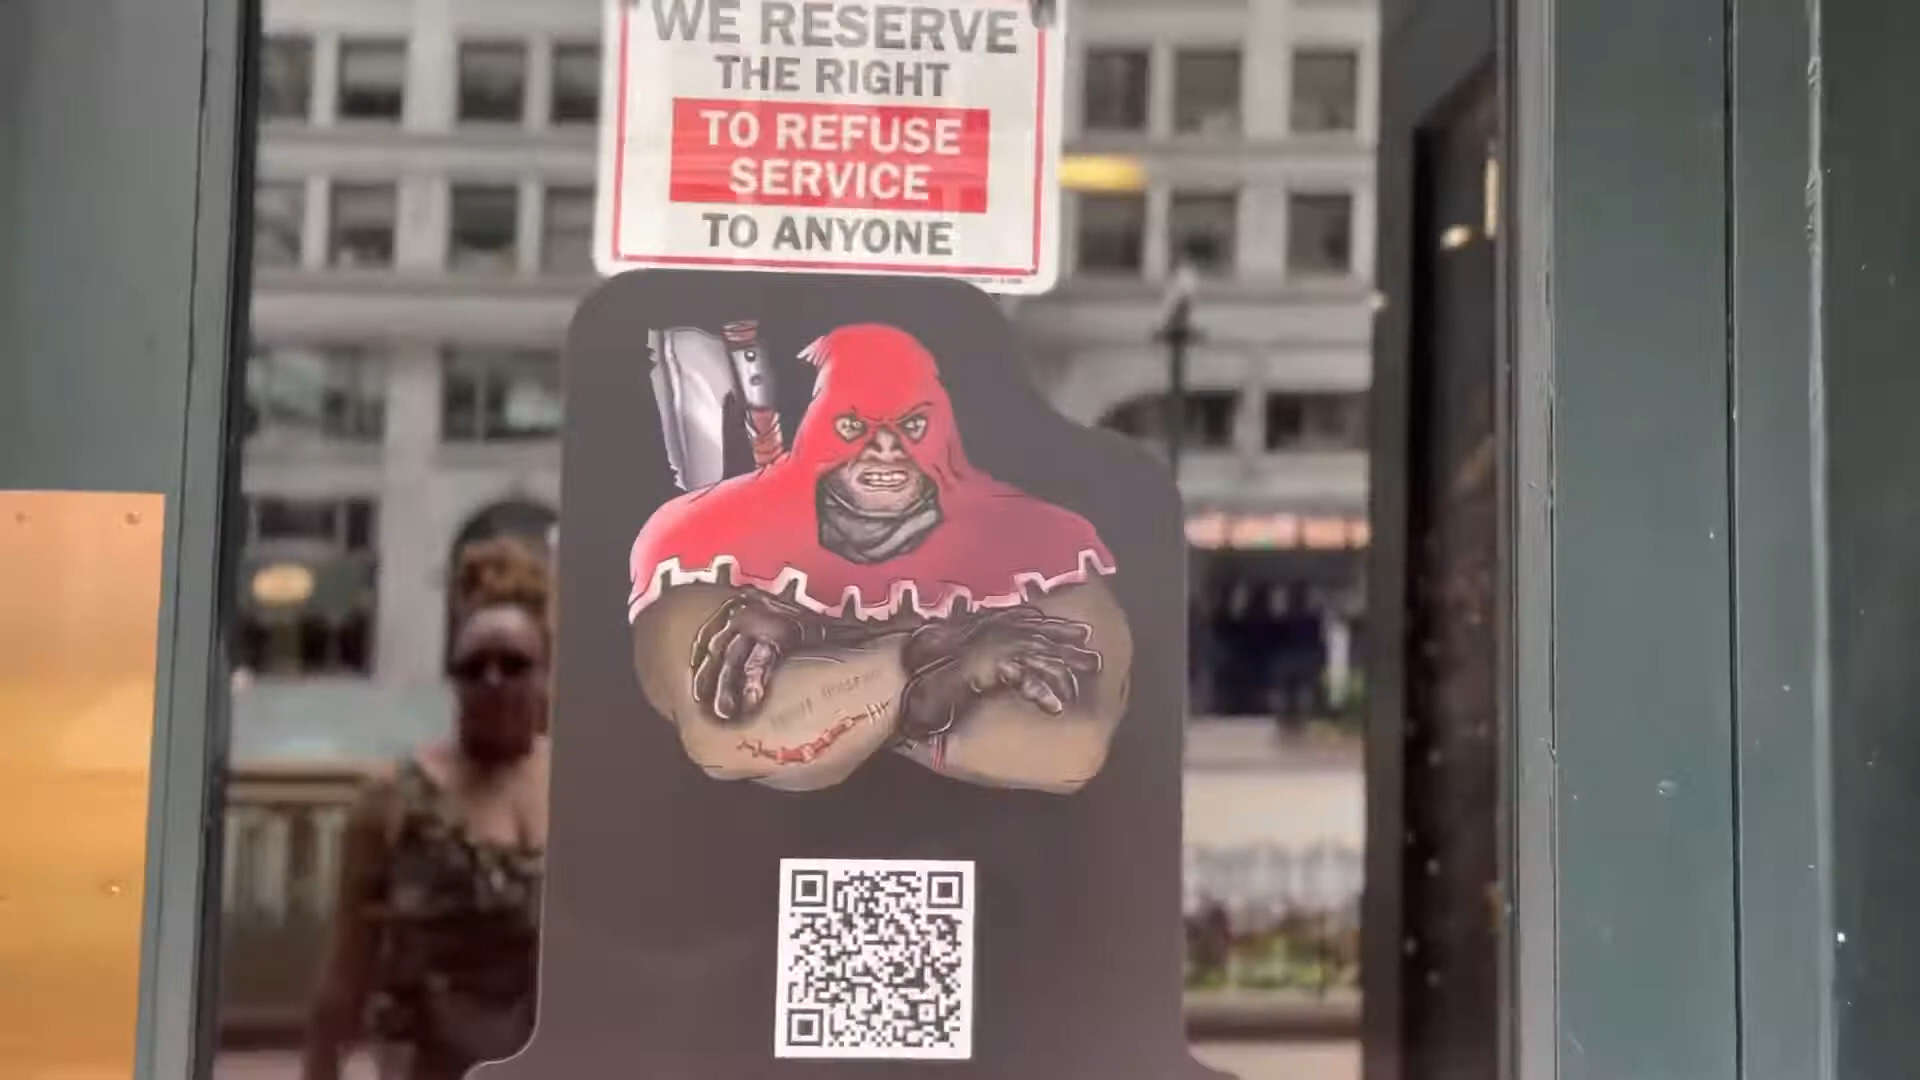 WE RESERVE
THE RIGHT
TO REFUSE
SERVICE
TO ANYONE